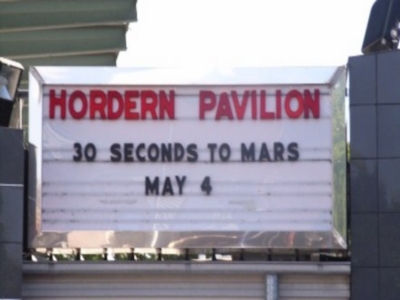 HORDERN PAVILION
30 SECONDS TO MARS
MAY 4